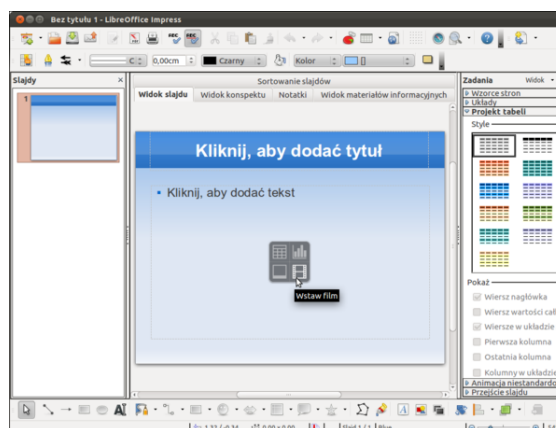 Bez tytułu 1 - LibreOffice Impress
0,00cm Czarny Kolor
Slajdy
Sortowanie slajdów
Widok slajdu Widok konspektu Notatki Widok materiałów informacyjnych
1
Kliknij, aby dodać tytuł
Kliknij, aby dodać tekst
Wstaw film
Zadania Widok
Wzorce stron
Układy
Projekt tabeli
Style
Pokaż
Wiersz nagłówka
Wiersz wartości cał
Wiersze w układzie
Pierwsza kolumna
Ostatnia kolumna
Kolumny w układzie
Animacja niestandardo
Przejście slajdu